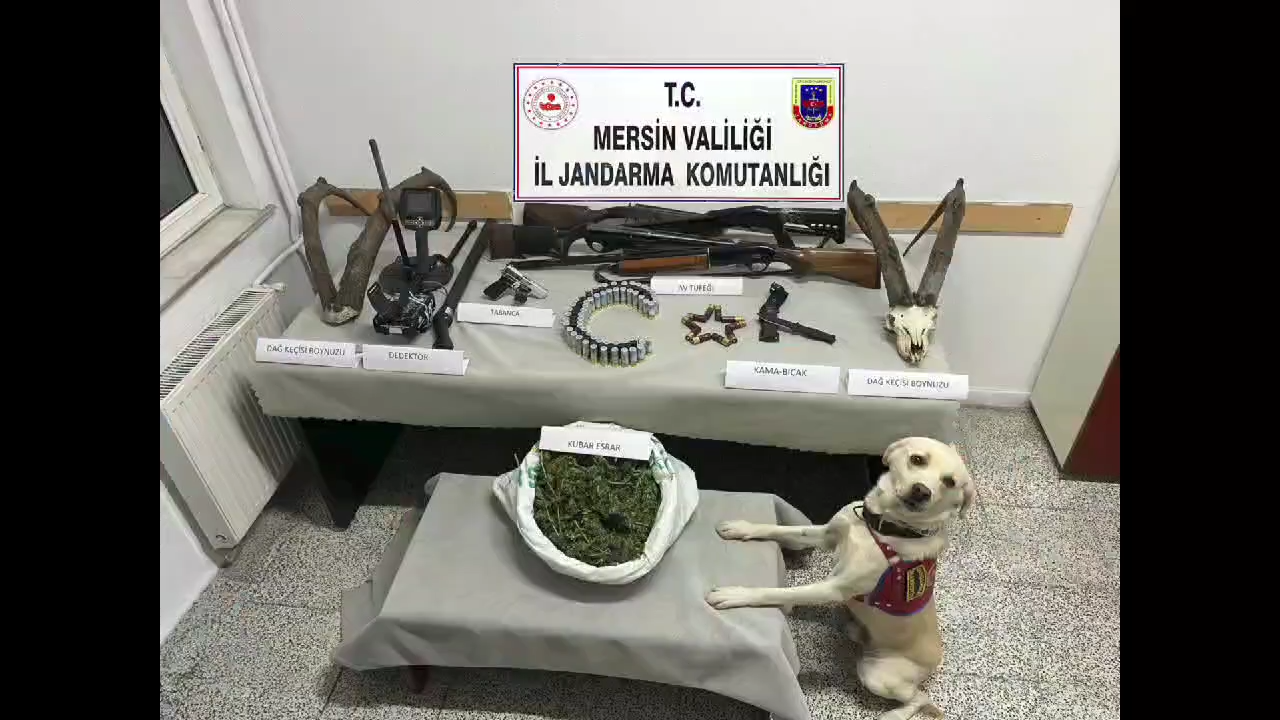 T.C.
MERSİN VALİLİĞİ
İL JANDARMA KOMUTANLIĞI
AV TÜFEĞİ
TABANCA
DAĞ KEÇİSİ BOYNUZU
DEDEKTÖR
KAMA-BIÇAK
DAĞ KEÇİSİ BOYNUZU
KUBAR ESRAR